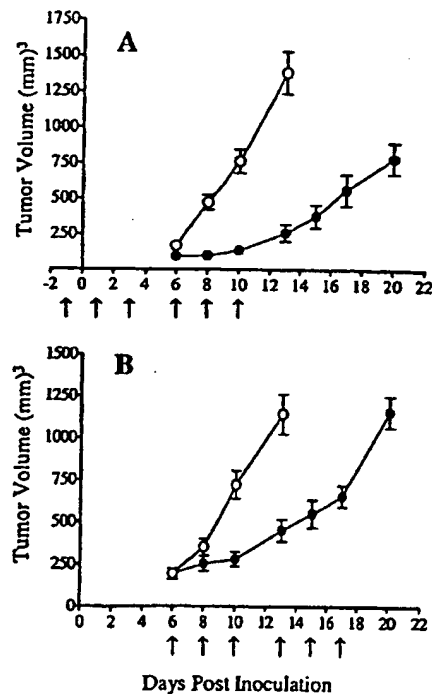 A
Tumor Volume (mm)³
1750
1500
1250
1000
750
500
250
-2 0 2 4 6 8 10 12 14 16 18 20 22
↑ ↑ ↑ ↑ ↑ ↑
B
Tumor Volume (mm)³
1500
1250
1000
750
500
250
0
0 2 4 6 8 10 12 14 16 18 20 22
↑ ↑ ↑ ↑ ↑ ↑
Days Post Inoculation